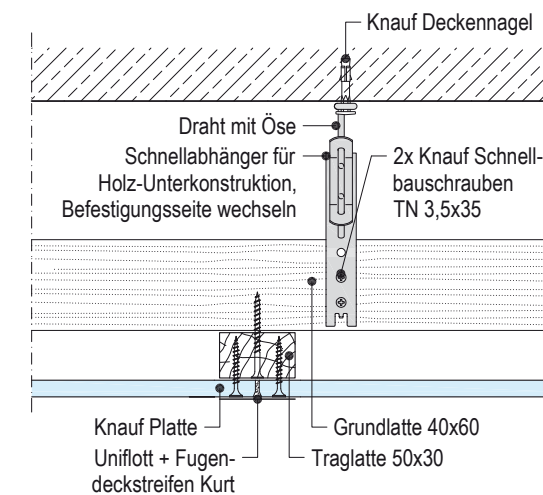 Knauf Deckennagel
Draht mit Öse
Schnellabhänger für
Holz-Unterkonstruktion,
Befestigungsseite wechseln
2x Knauf Schnell-
bauschrauben
TN 3,5x35
Knauf Platte
Uniflott + Fugen-
deckstreifen Kurt
Grundlatte 40x60
Traglatte 50x30